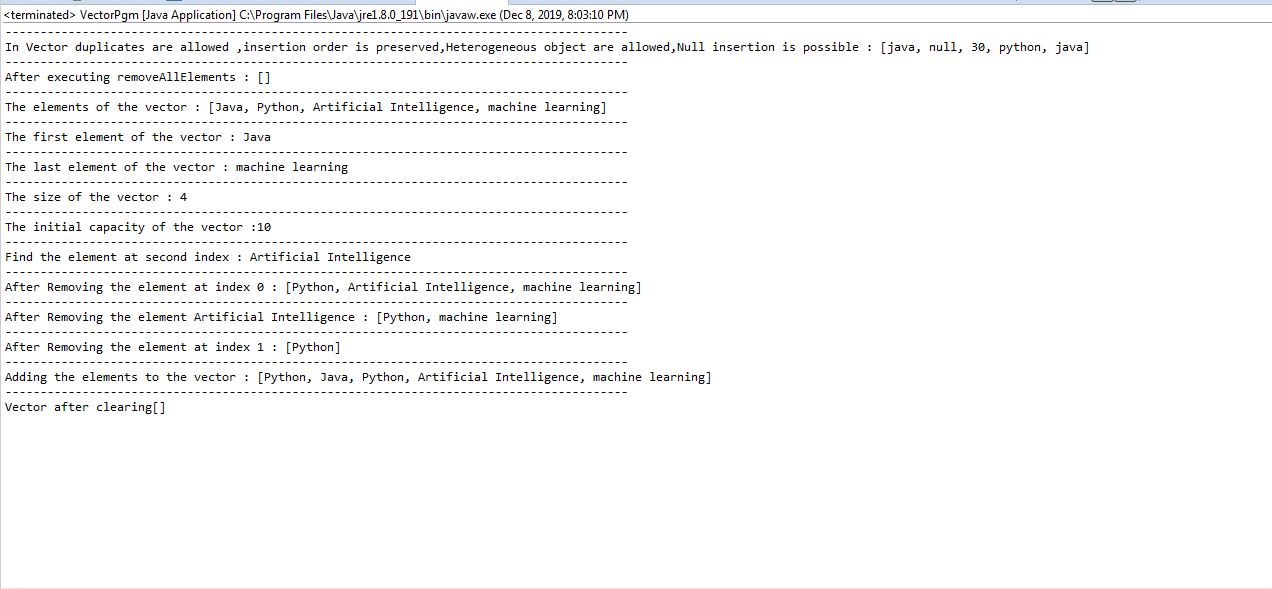 <terminated> VectorPgm [Java Application] C:\Program Files\Java\jre1.8.0_191\bin\javaw.exe (Dec 8, 2019, 8:03:10 PM)
-----------------------------------------------------------------------------------------
In Vector duplicates are allowed ,insertion order is preserved,Heterogeneous object are allowed,Null insertion is possible : [java, null, 30, python, java]
-----------------------------------------------------------------------------------------
After executing removeAllElements : []
-----------------------------------------------------------------------------------------
The elements of the vector : [Java, Python, Artificial Intelligence, machine learning]
-----------------------------------------------------------------------------------------
The first element of the vector : Java
-----------------------------------------------------------------------------------------
The last element of the vector : machine learning
-----------------------------------------------------------------------------------------
The size of the vector : 4
-----------------------------------------------------------------------------------------
The initial capacity of the vector :10
-----------------------------------------------------------------------------------------
Find the element at second index : Artificial Intelligence
-----------------------------------------------------------------------------------------
After Removing the element at index 0 : [Python, Artificial Intelligence, machine learning]
-----------------------------------------------------------------------------------------
After Removing the element Artificial Intelligence : [Python, machine learning]
-----------------------------------------------------------------------------------------
After Removing the element at index 1 : [Python]
-----------------------------------------------------------------------------------------
Adding the elements to the vector : [Python, Java, Python, Artificial Intelligence, machine learning]
-----------------------------------------------------------------------------------------
Vector after clearing[]